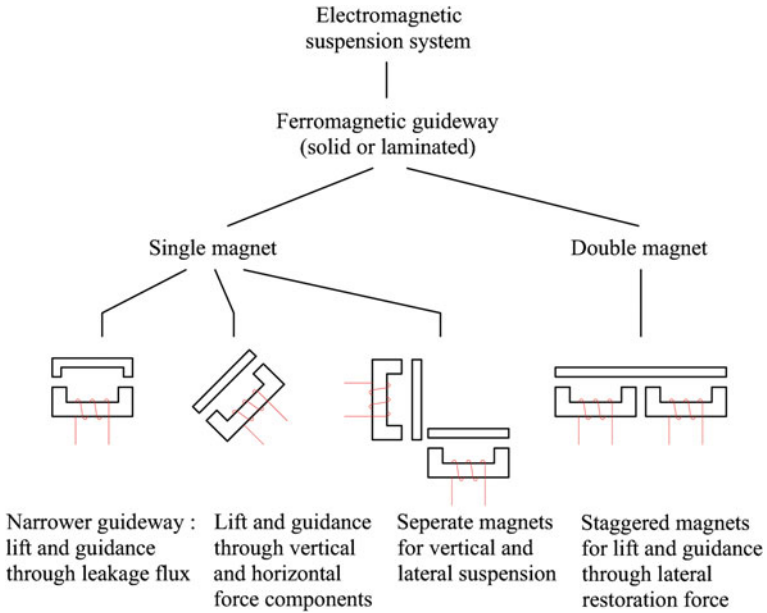 Electromagnetic
suspension system
Ferromagnetic guideway
(solid or laminated)
Single magnet
Double magnet
Narrower guideway :
lift and guidance
through leakage flux
Lift and guidance
through vertical
and horizontal
force components
Seperate magnets
for vertical and
lateral suspension
Staggered magnets
for lift and guidance
through lateral
restoration force